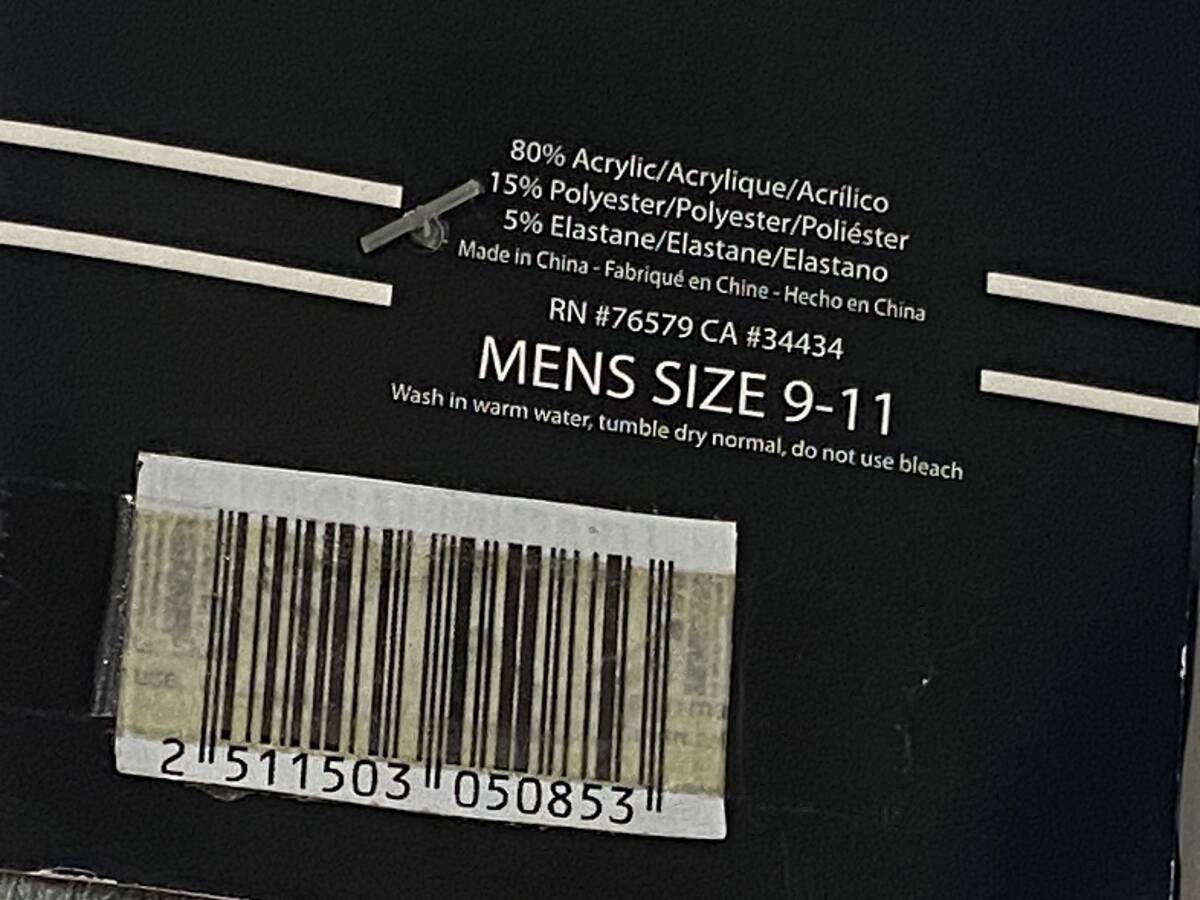 80% Acrylic/Acrylique/Acrílico
15% Polyester/Polyester/Poliéster
5% Elastane/Elastane/Elastano
Made in China - Fabriqué en Chine - Hecho en China
RN #76579 CA #34434
MENS SIZE 9-11
Wash in warm water, tumble dry normal, do not use bleach
2 511503 050853